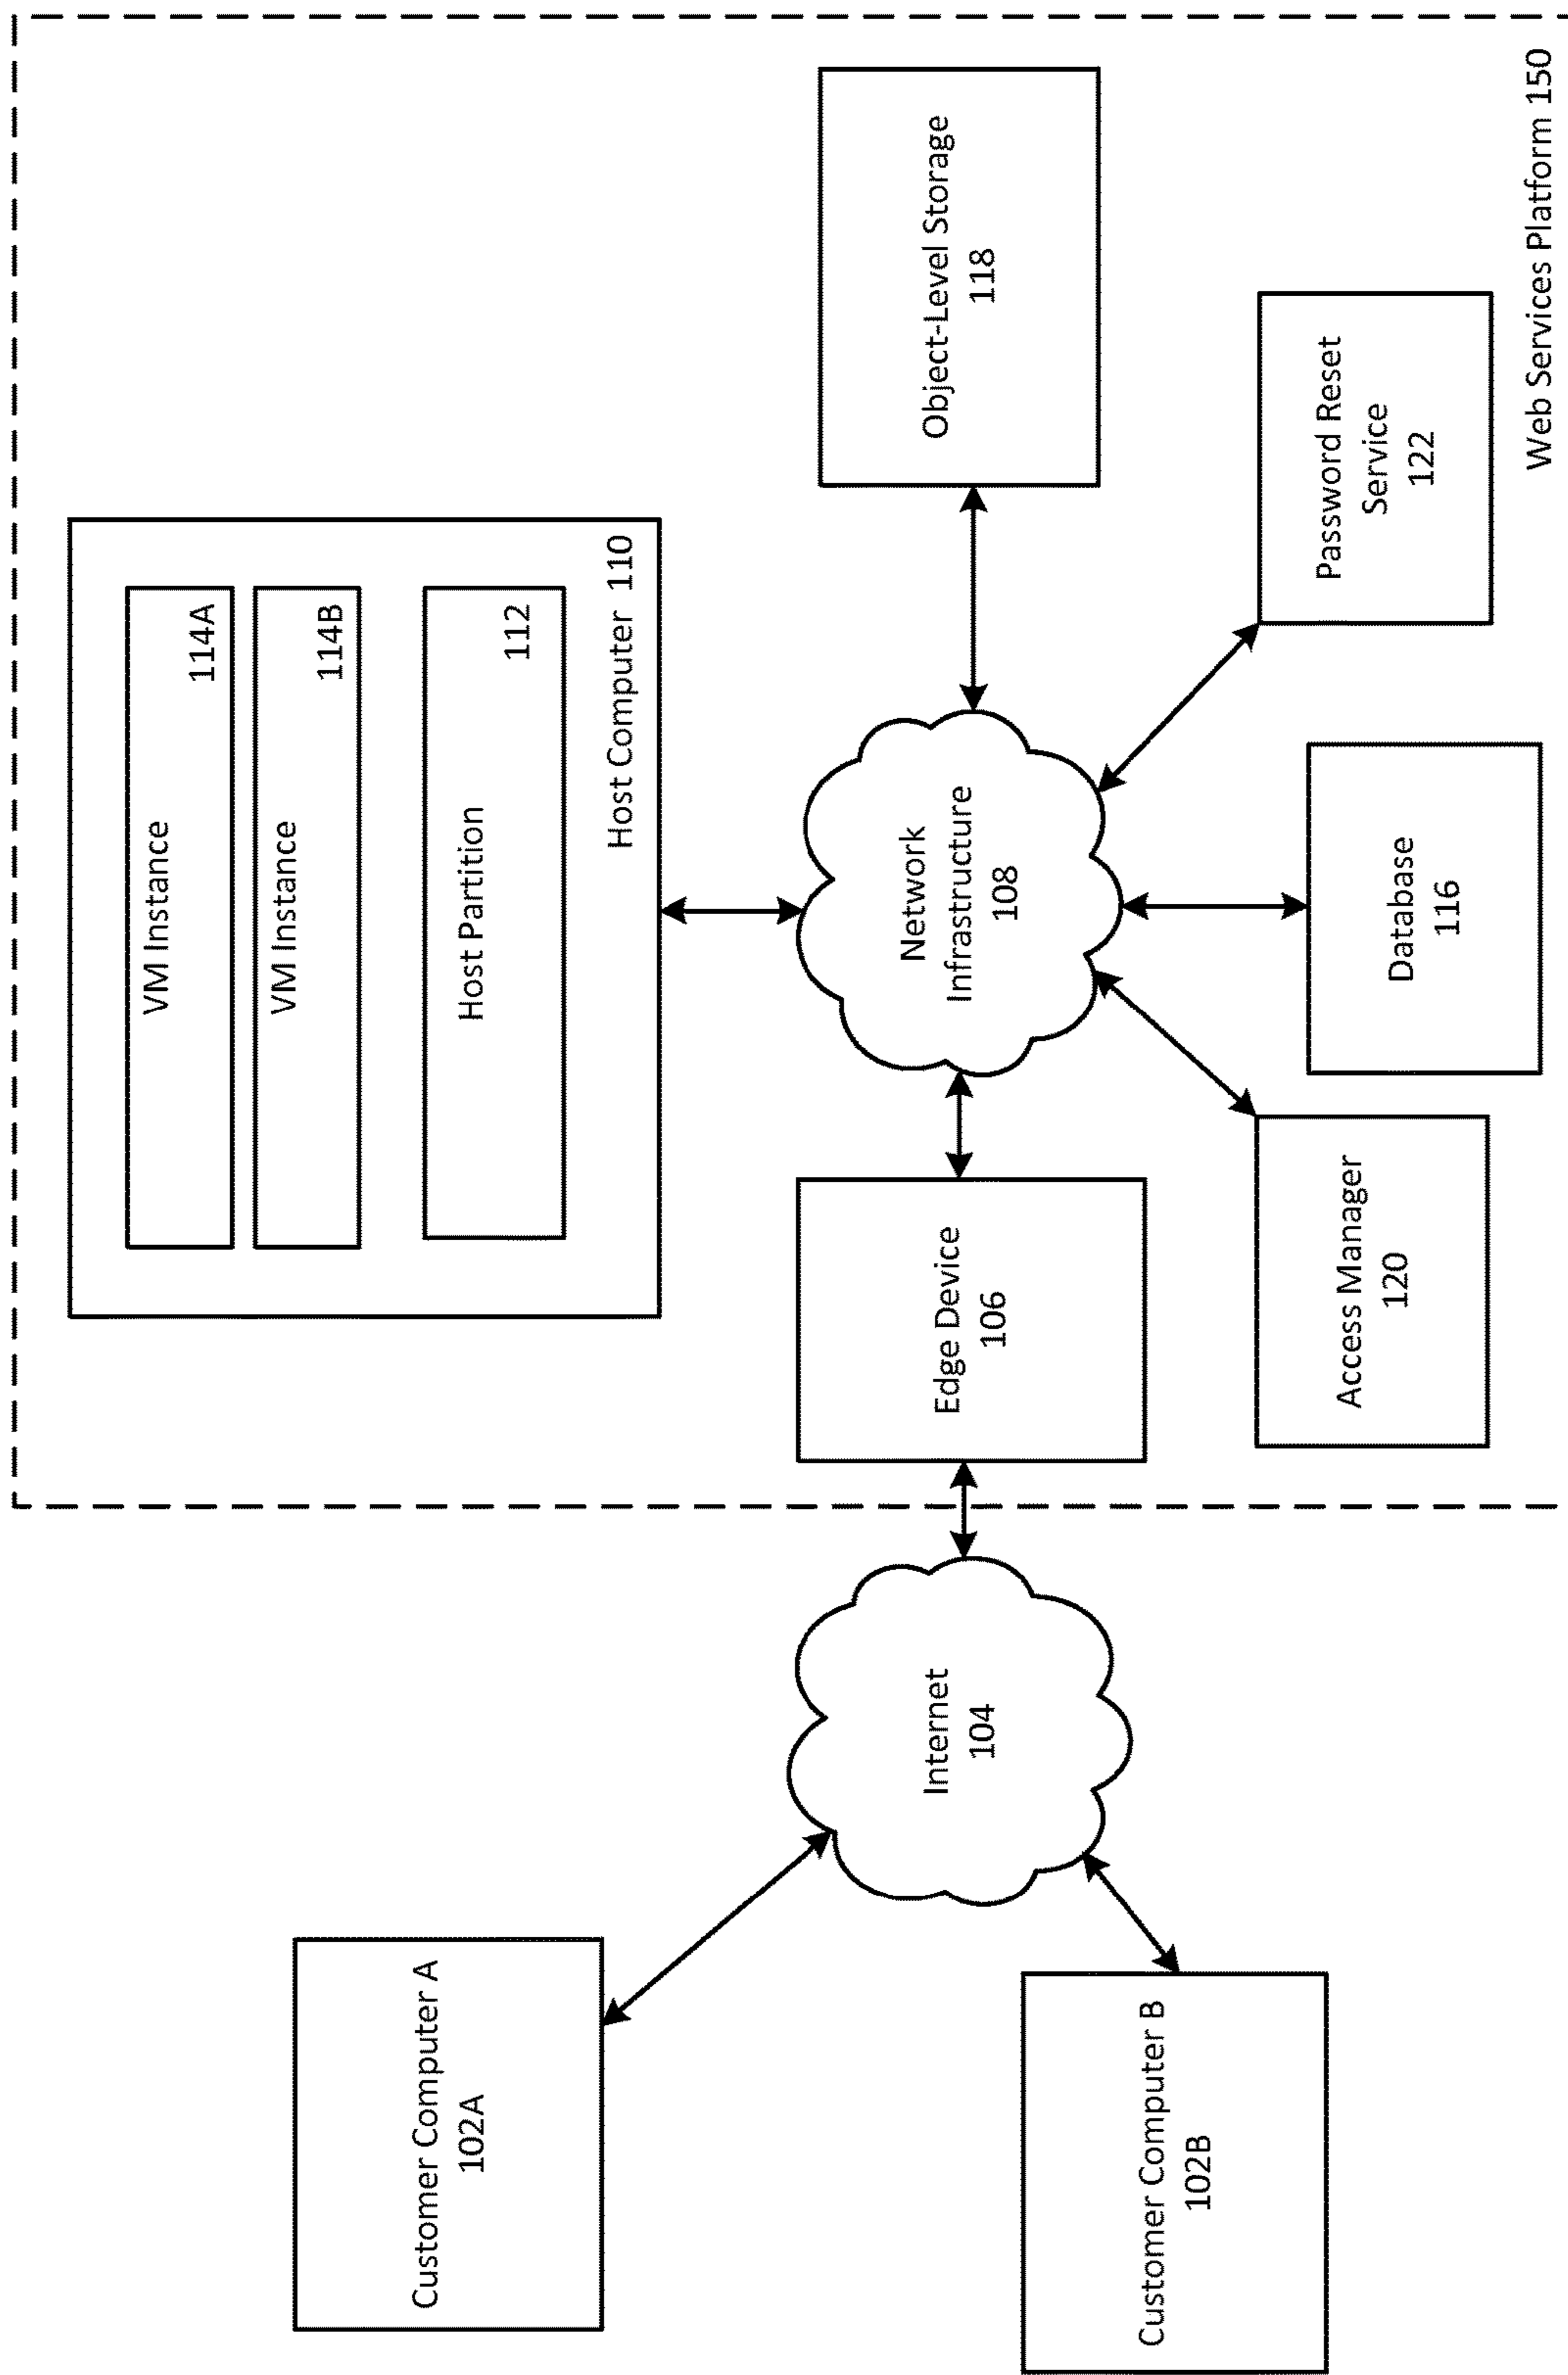 VM Instance
114A
VM Instance
114B
Host Partition
112
Host Computer 110
Customer Computer A
102A
Internet
104
Edge Device
106
Network
Infrastructure
108
Object-Level Storage
118
Customer Computer B
102B
Access Manager
120
Database
116
Password Reset
Service
122
Web Services Platform 150